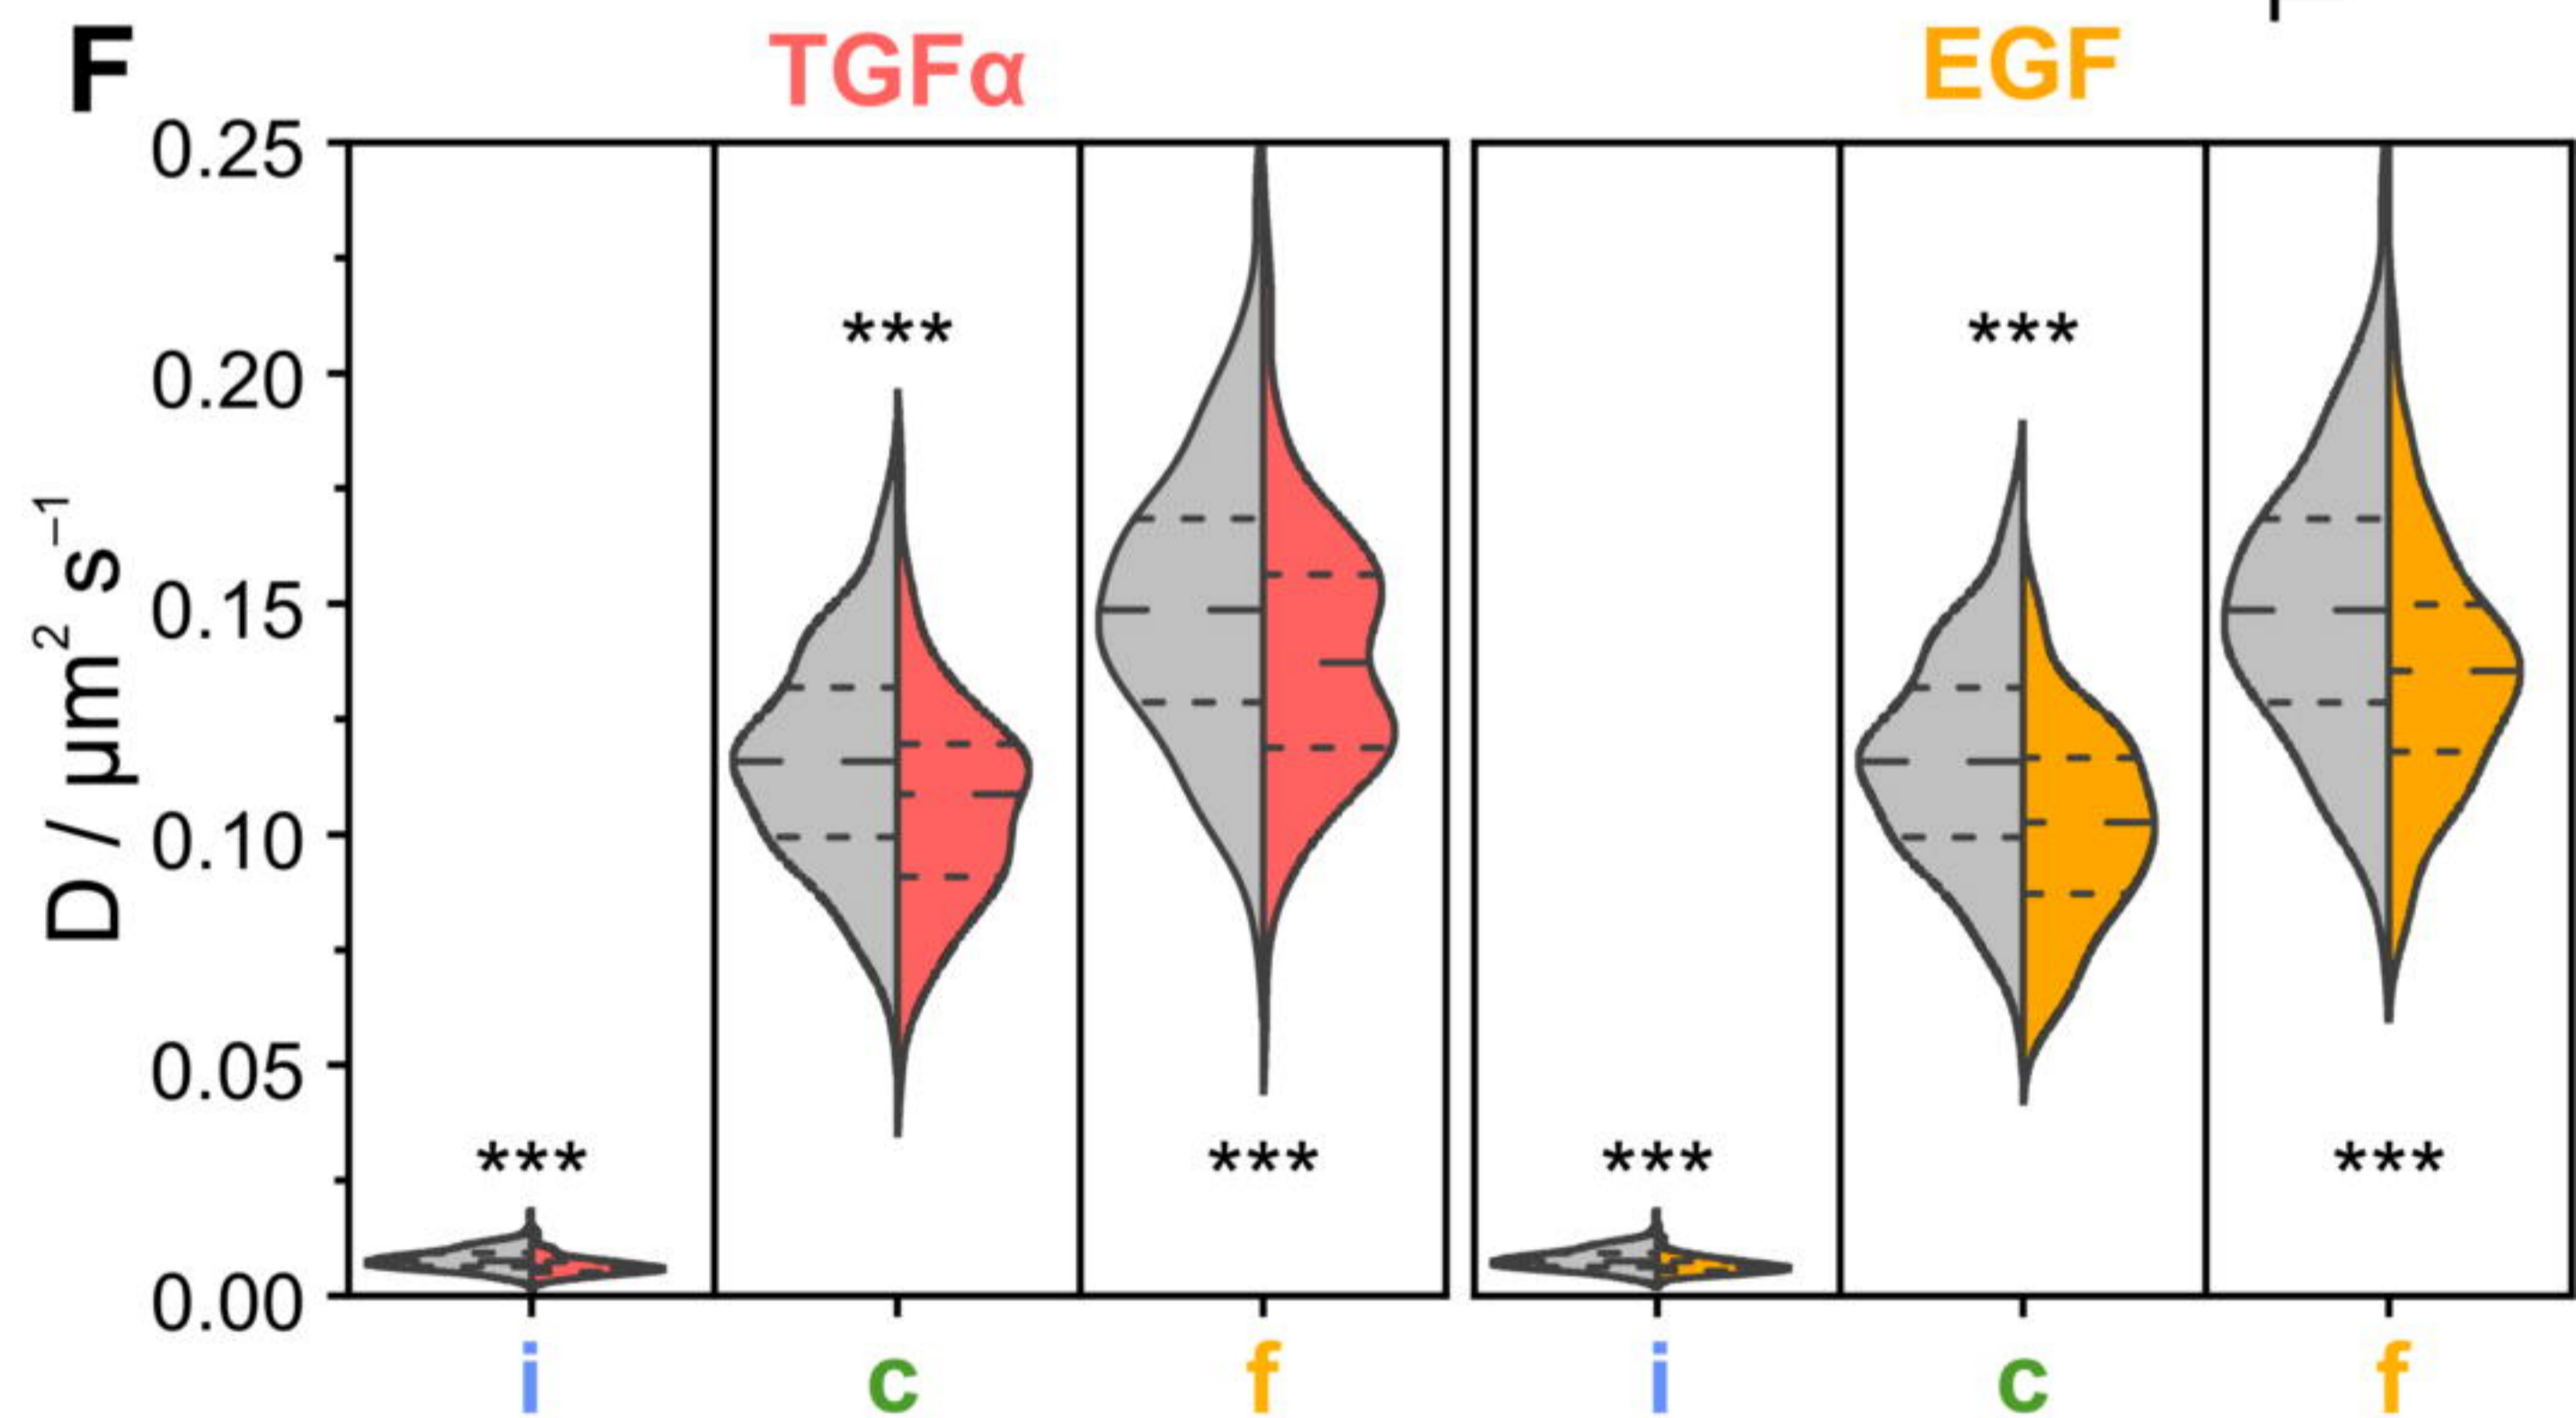 F
TGFα
EGF
0.25
0.20
0.15
0.10
0.05
0.00
D / µm² s⁻¹
***
***
***
***
***
***
i
c
f
i
c
f